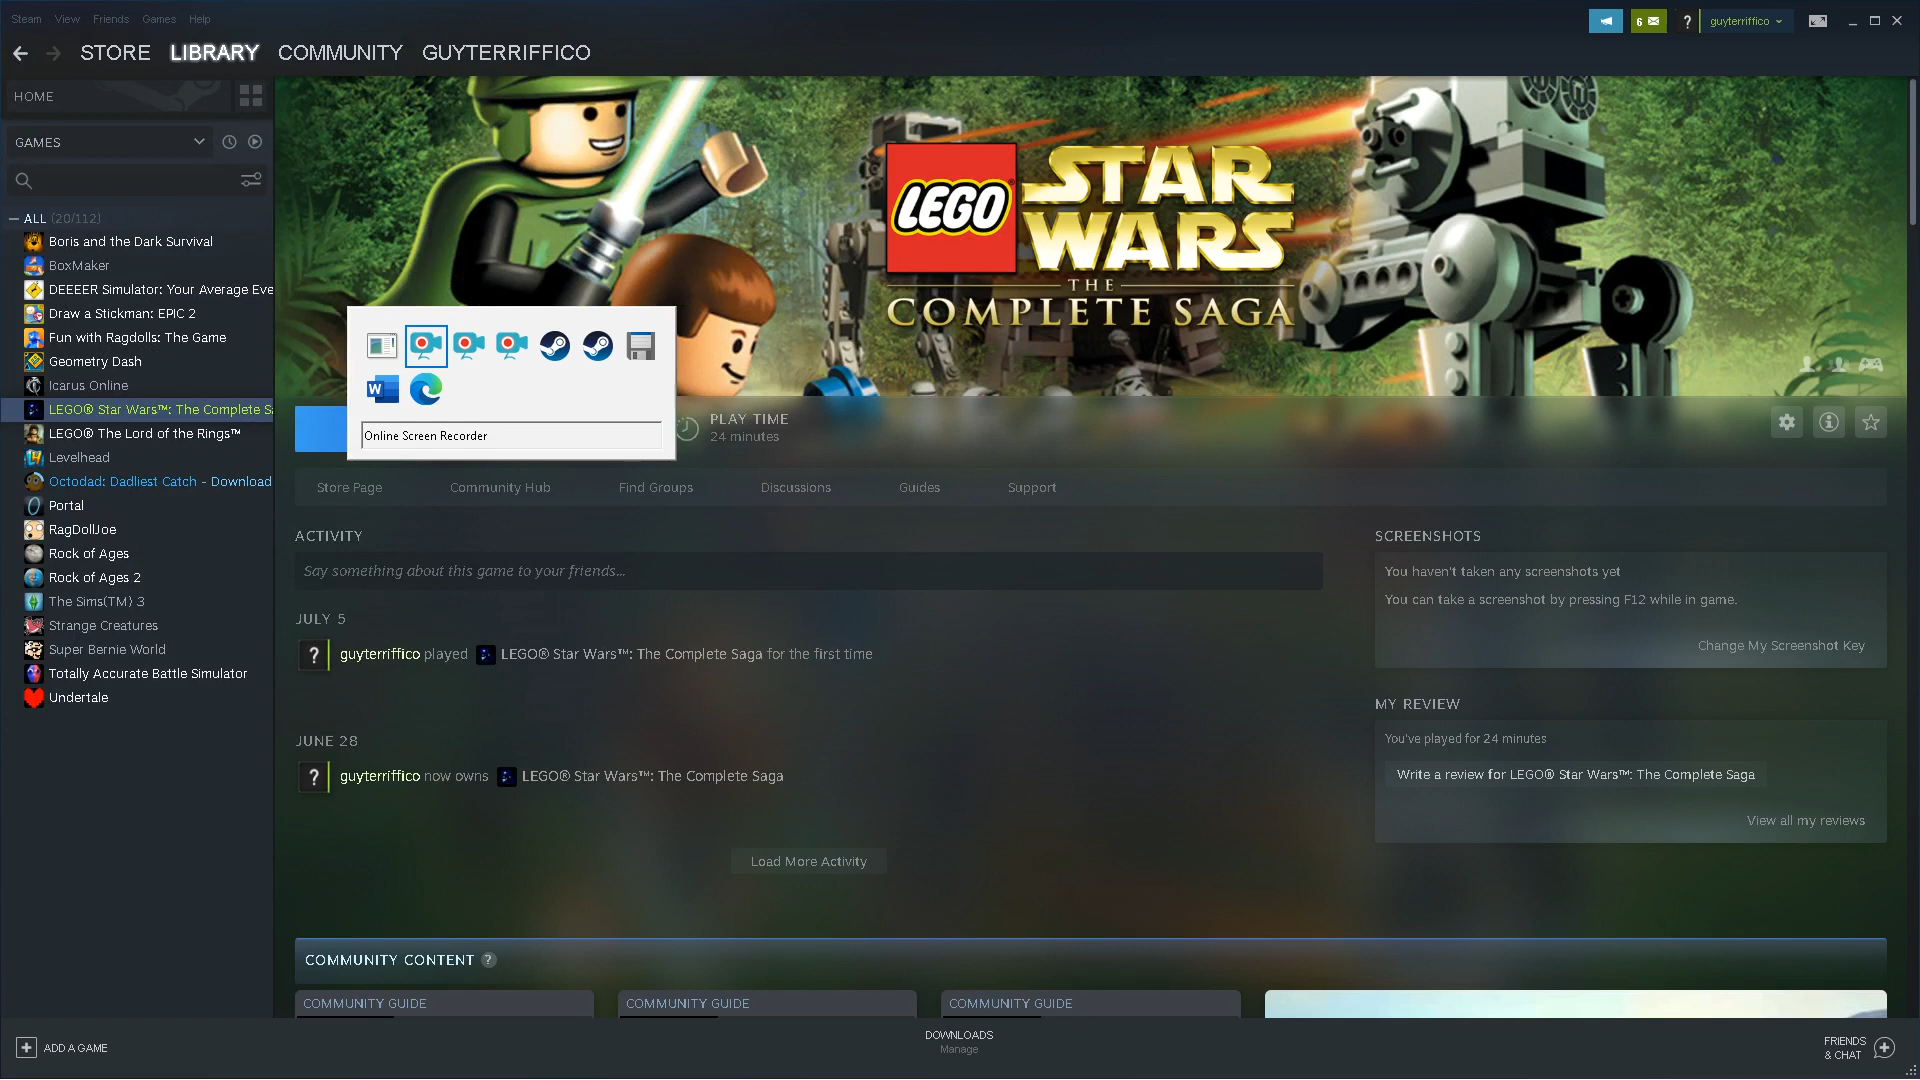 Steam View Friends Games Help
6 ? guyterriffico
STORE LIBRARY COMMUNITY GUYTERRIFFICO
HOME
GAMES
ALL (20/112)
Boris and the Dark Survival
BoxMaker
DEEEER Simulator: Your Average Eve
Draw a Stickman: EPIC 2
Fun with Ragdolls: The Game
Geometry Dash
Icarus Online
LEGO® Star Wars™: The Complete Sa
LEGO® The Lord of the Rings™
Levelhead
Octodad: Dadliest Catch - Download
Portal
RagDollJoe
Rock of Ages
Rock of Ages 2
The Sims(TM) 3
Strange Creatures
Super Bernie World
Totally Accurate Battle Simulator
Undertale
LEGO® STAR WARS
THE
COMPLETE SAGA
W
Online Screen Recorder
PLAY TIME
24 minutes
Store Page Community Hub Find Groups Discussions Guides Support
ACTIVITY
Say something about this game to your friends...
JULY 5
? guyterriffico played LEGO® Star Wars™: The Complete Saga for the first time
JUNE 28
? guyterriffico now owns LEGO® Star Wars™: The Complete Saga
Load More Activity
SCREENSHOTS
You haven't taken any screenshots yet
You can take a screenshot by pressing F12 while in game.
Change My Screenshot Key
MY REVIEW
You've played for 24 minutes
Write a review for LEGO® Star Wars™: The Complete Saga
View all my reviews
COMMUNITY CONTENT ?
COMMUNITY GUIDE COMMUNITY GUIDE COMMUNITY GUIDE
ADD A GAME
DOWNLOADS
Manage
FRIENDS
& CHAT